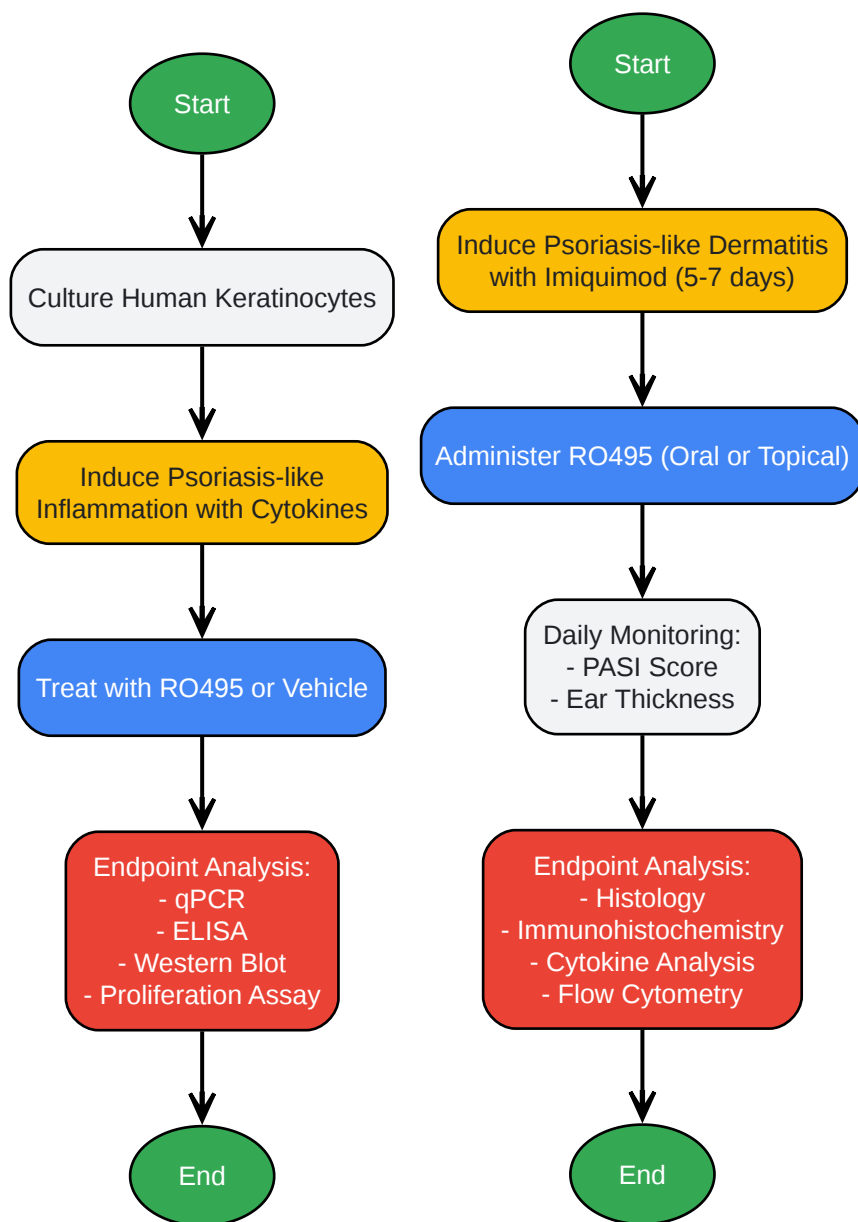 Start
Culture Human Keratinocytes
Induce Psoriasis-like
Inflammation with Cytokines
Treat with RO495 or Vehicle
Endpoint Analysis:
- qPCR
- ELISA
- Western Blot
- Proliferation Assay
End
Start
Induce Psoriasis-like Dermatitis
with Imiquimod (5-7 days)
Administer RO495 (Oral or Topical)
Daily Monitoring:
- PASI Score
- Ear Thickness
Endpoint Analysis:
- Histology
- Immunohistochemistry
- Cytokine Analysis
- Flow Cytometry
End